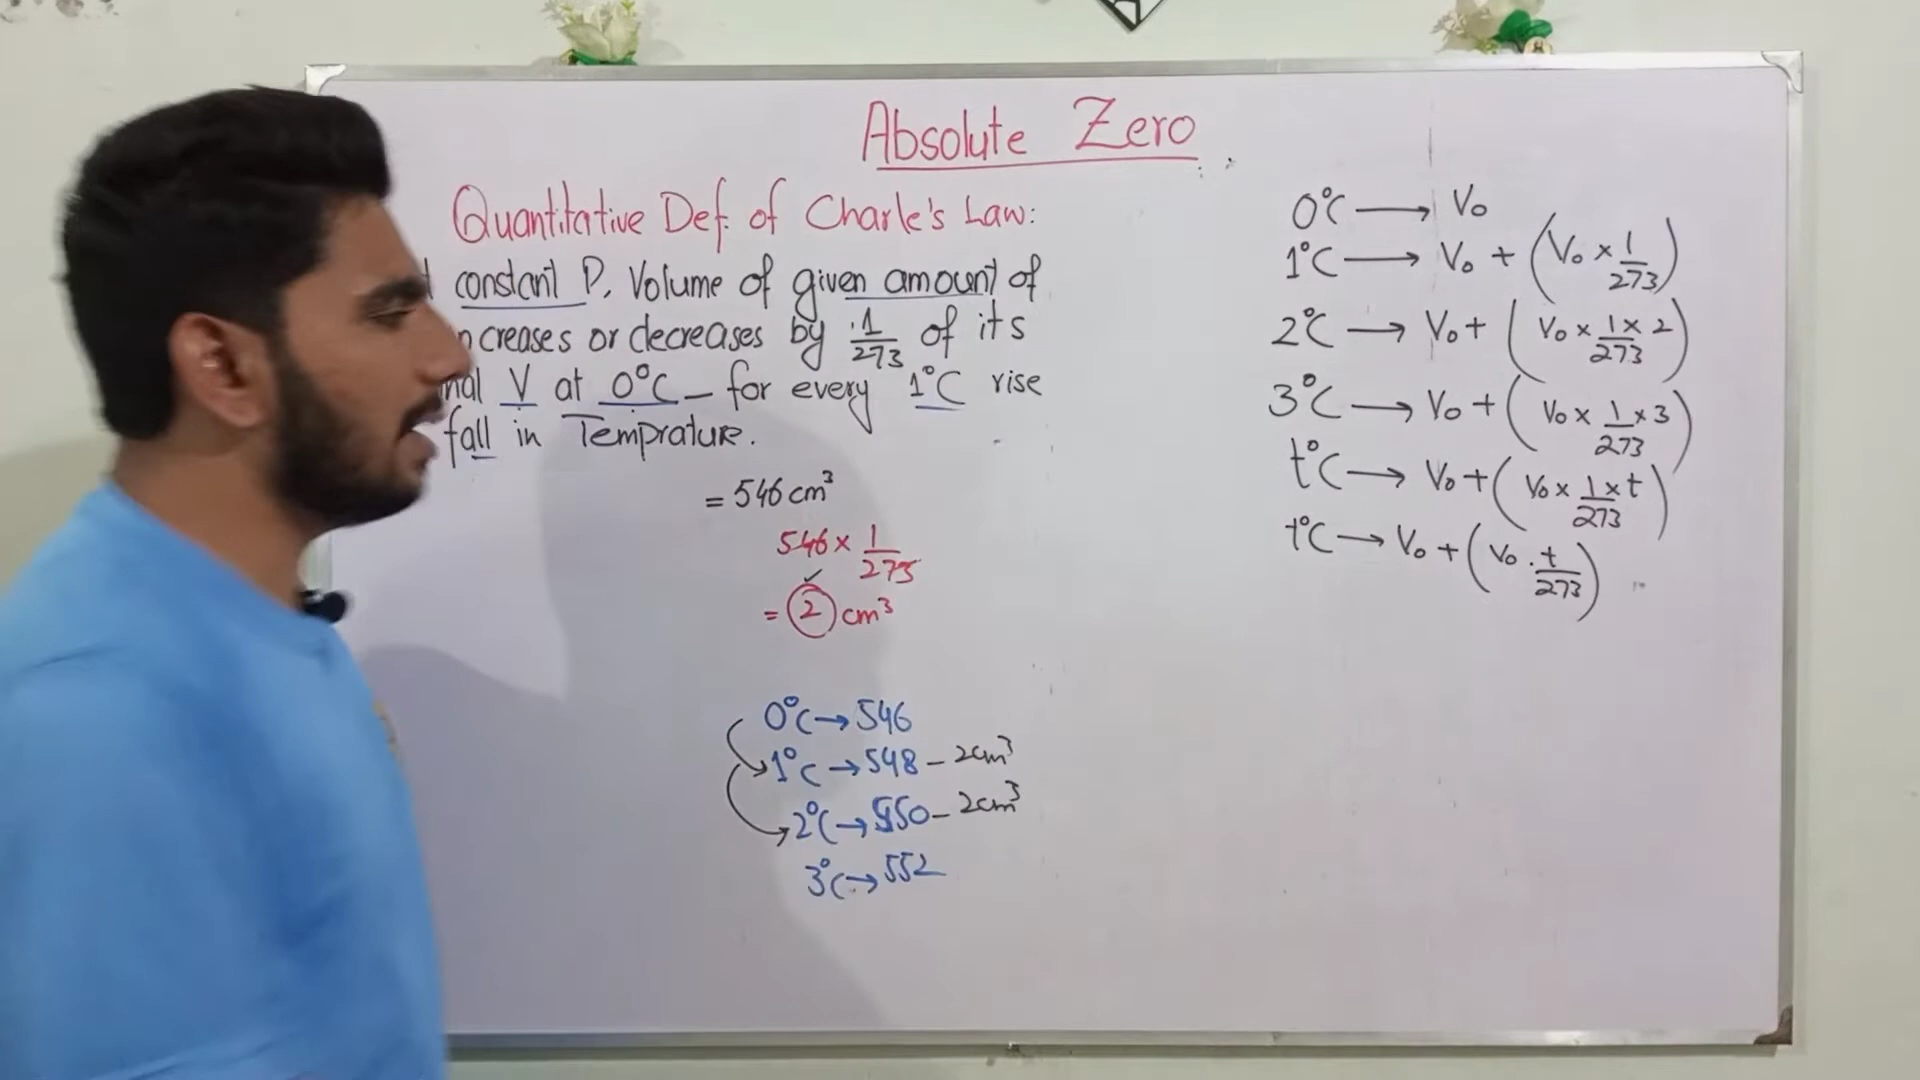 Absolute Zero
Quantitative Def. of Charle's Law:
constant P, Volume of given amount of
creases or decreases by 1/273 of its
V at 0°C – for every 1°C rise
fall in Temprature.
= 546 cm³
546 × 1/273
= 2 cm³
0°C → 546
1°C → 548 – 2cm³
2°C → 550 – 2cm³
3°C → 552
0°C → V₀
1°C → V₀ + (V₀ × 1/273)
2°C → V₀ + (V₀ × 1/273 × 2)
3°C → V₀ + (V₀ × 1/273 × 3)
t°C → V₀ + (V₀ × 1/273 × t)
t°C → V₀ + (V₀ . t/273)